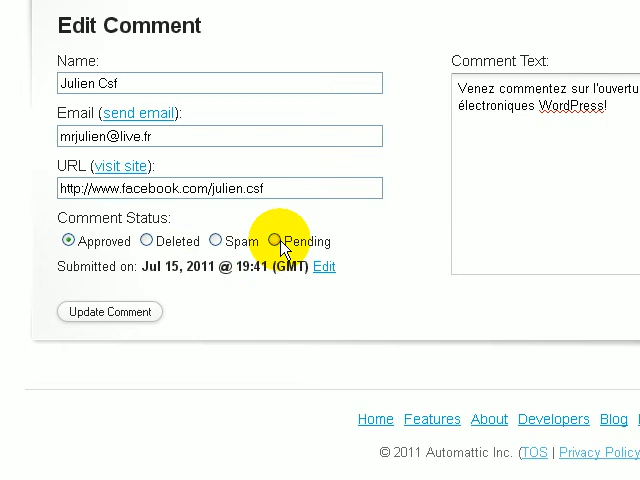 Edit Comment
Name:
Julien Csf
Email (send email):
mrjulien@live.fr
URL (visit site):
http://www.facebook.com/julien.csf
Comment Status:
Approved Deleted Spam Pending
Submitted on: Jul 15, 2011 @ 19:41 (GMT) Edit
Update Comment
Comment Text:
Venez commentez sur l'ouvertu
électroniques WordPress!
Home Features About Developers Blog
© 2011 Automattic Inc. (TOS | Privacy Policy